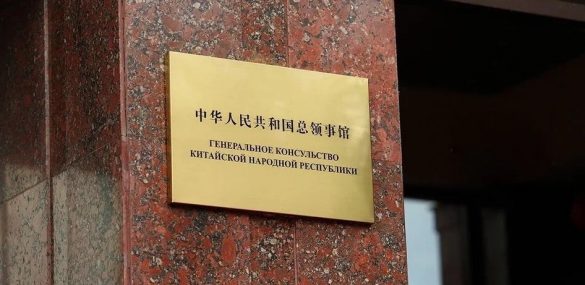 中华人民共和国总领事馆
ГЕНЕРАЛЬНОЕ КОНСУЛЬСТВО
КИТАЙСКОЙ НАРОДНОЙ РЕСПУБЛИКИ